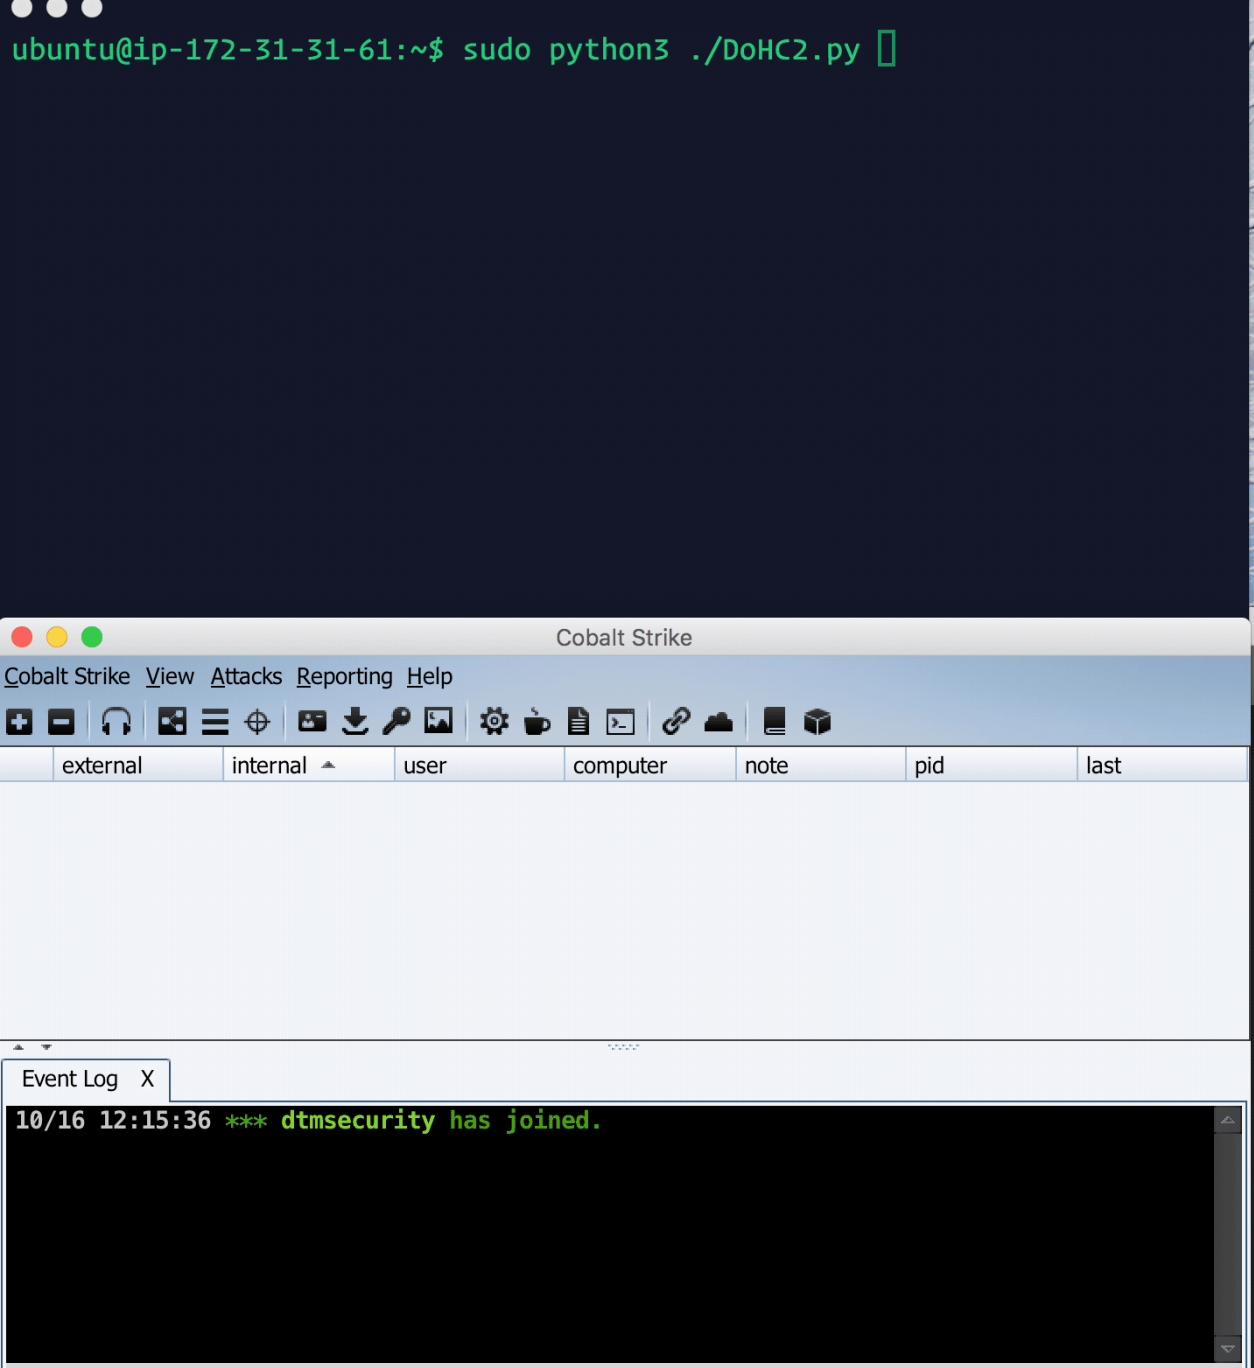 ubuntu@ip-172-31-31-61:~$ sudo python3 ./DoHC2.py
Cobalt Strike
Cobalt Strike View Attacks Reporting Help
external internal user computer note pid last
Event Log X
10/16 12:15:36 *** dtmsecurity has joined.